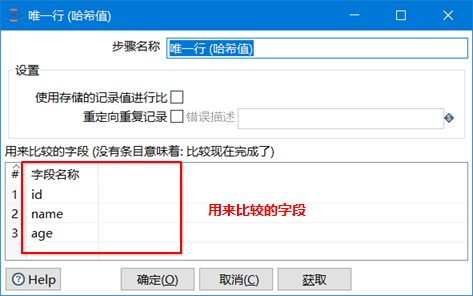 唯一行 (哈希值)
步骤名称 唯一行 (哈希值)
设置
使用存储的记录值进行比
重定向重复记录 错误描述
用来比较的字段 (没有条目意味着: 比较现在完成了)
# 字段名称
1 id
2 name
3 age
用来比较的字段
Help 确定(O) 取消(C) 获取